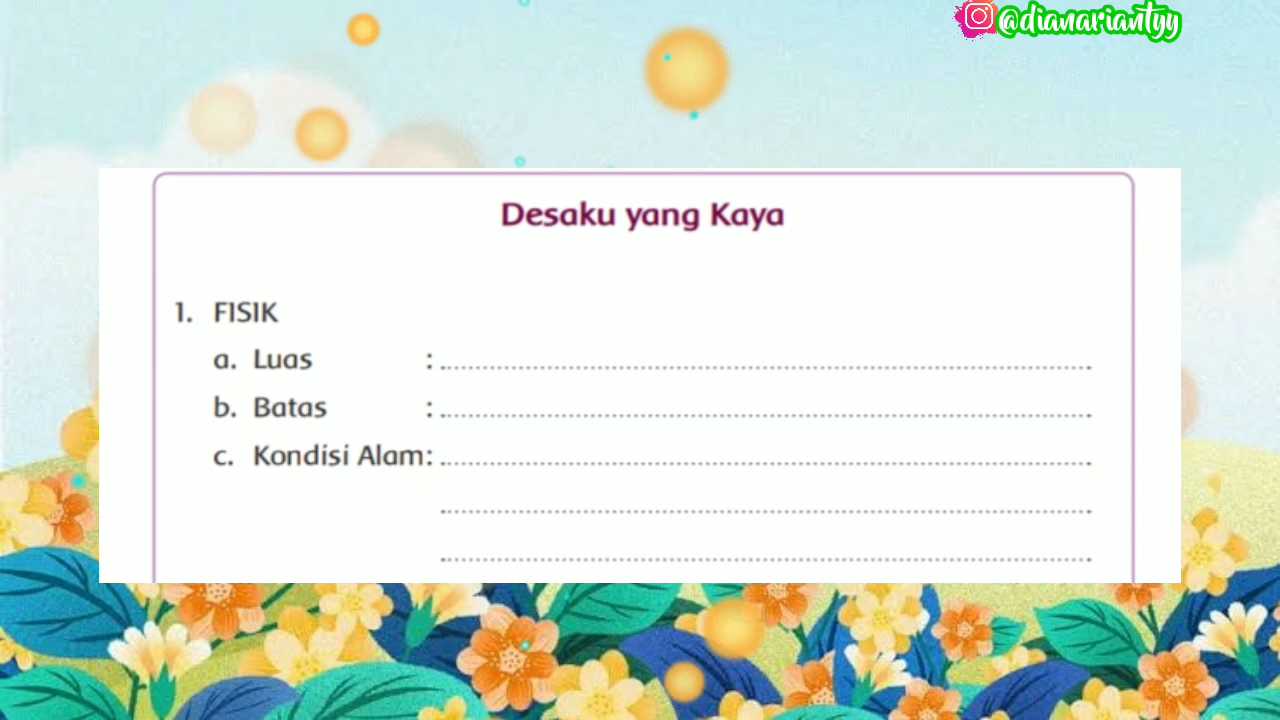 @dianariantyy
Desaku yang Kaya
1. FISIK
a. Luas : ........................................................................
b. Batas : ........................................................................
c. Kondisi Alam: ........................................................................
........................................................................
........................................................................